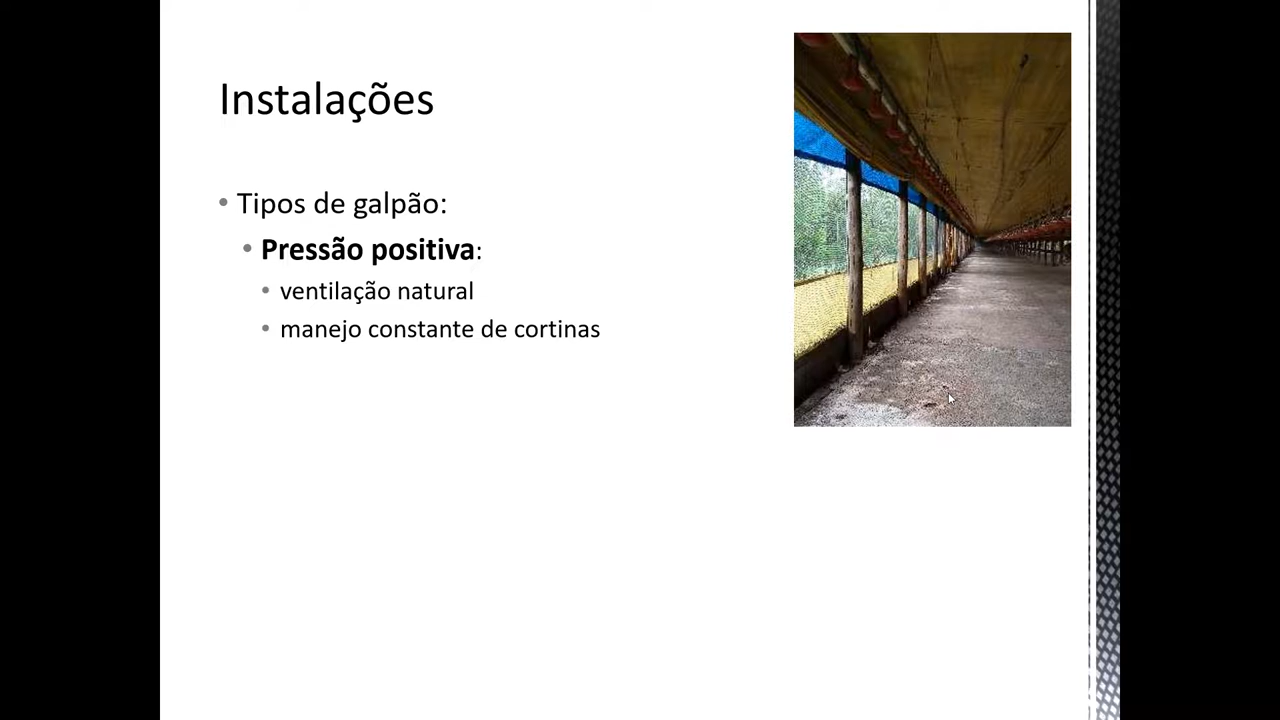 Instalações
Tipos de galpão:
Pressão positiva:
ventilação natural
manejo constante de cortinas